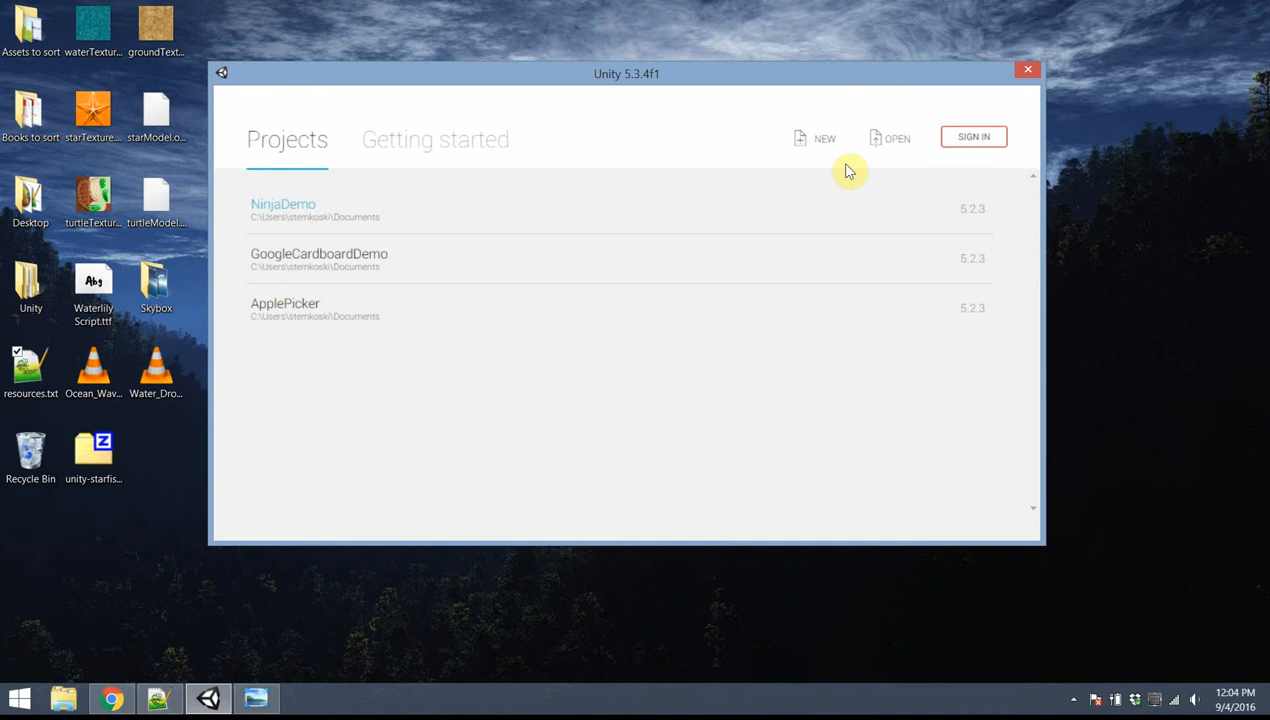 Assets to sort
waterTextur...
groundText...
Unity 5.3.4f1
Projects
Getting started
NEW
OPEN
SIGN IN
Books to sort
starTexture....
starModel.o...
NinjaDemo
C:\Users\stemkoski\Documents
5.2.3
Desktop
turtleTextur...
turtleModel....
GoogleCardboardDemo
C:\Users\stemkoski\Documents
5.2.3
Abg
Unity
Waterlily
Script.ttf
Skybox
ApplePicker
C:\Users\stemkoski\Documents
5.2.3
resources.txt
Ocean_Wav...
Water_Dro...
Z
Recycle Bin
unity-starfis...
12:04 PM
9/4/2016